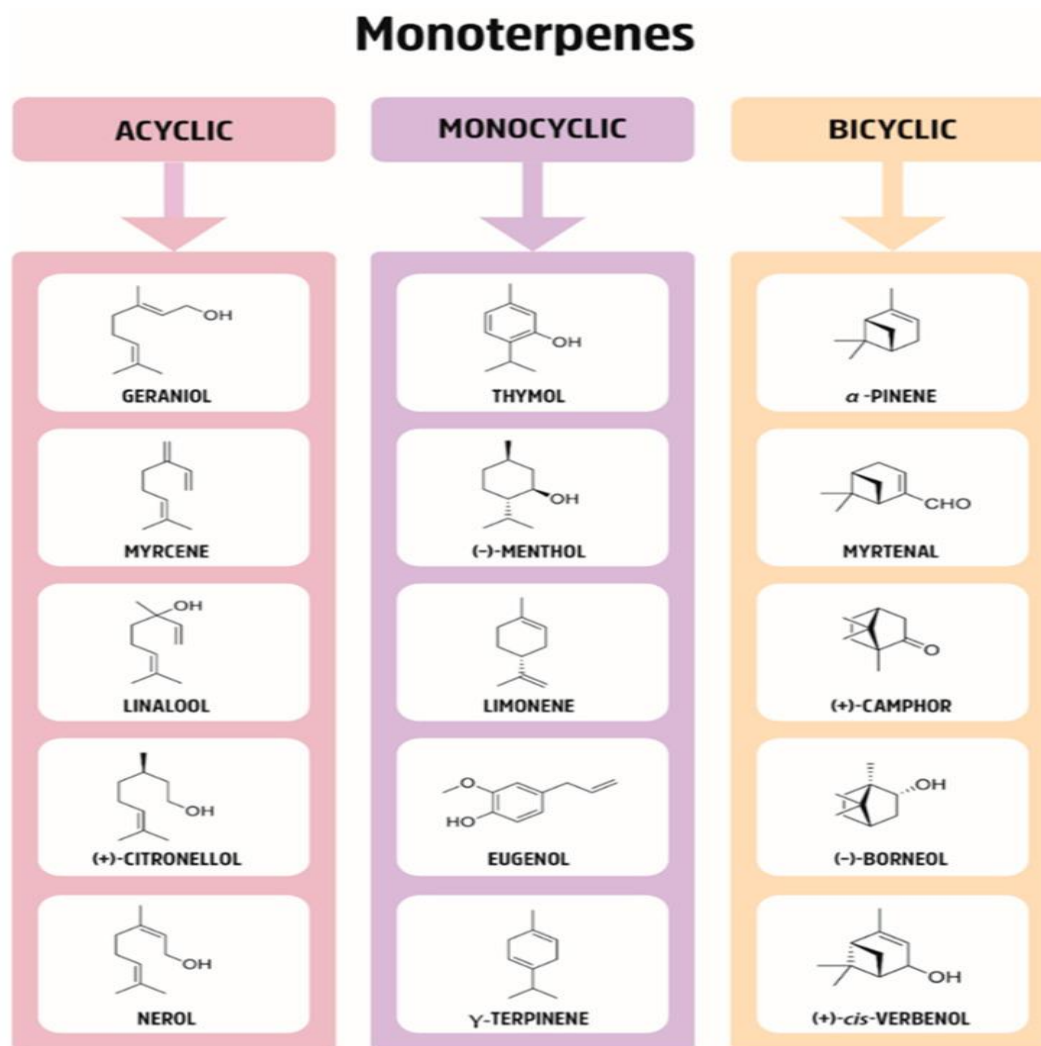 Monoterpenes
ACYCLIC
OH
GERANIOL
MYRCENE
OH
LINALOOL
OH
(+)-CITRONELLOL
OH
NEROL
MONOCYCLIC
OH
THYMOL
OH
(−)-MENTHOL
LIMONENE
O
HO
EUGENOL
γ-TERPINENE
BICYCLIC
α -PINENE
CHO
MYRTENAL
O
(+)-CAMPHOR
OH
(−)-BORNEOL
OH
(+)-cis-VERBENOL